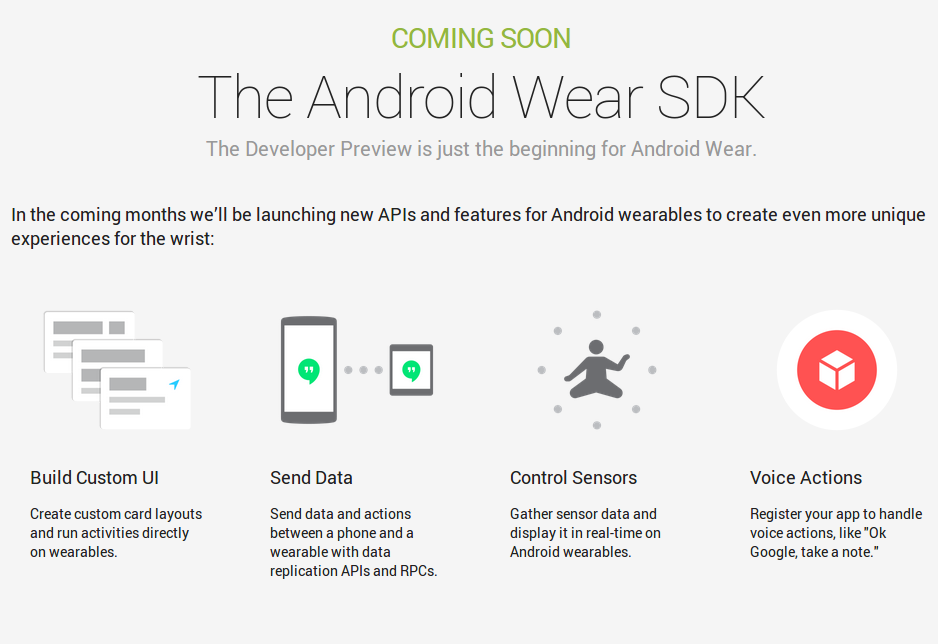 COMING SOON
The Android Wear SDK
The Developer Preview is just the beginning for Android Wear.
In the coming months we’ll be launching new APIs and features for Android wearables to create even more unique
experiences for the wrist:
Build Custom UI
Create custom card layouts
and run activities directly
on wearables.
Send Data
Send data and actions
between a phone and a
wearable with data
replication APIs and RPCs.
Control Sensors
Gather sensor data and
display it in real-time on
Android wearables.
Voice Actions
Register your app to handle
voice actions, like "Ok
Google, take a note."